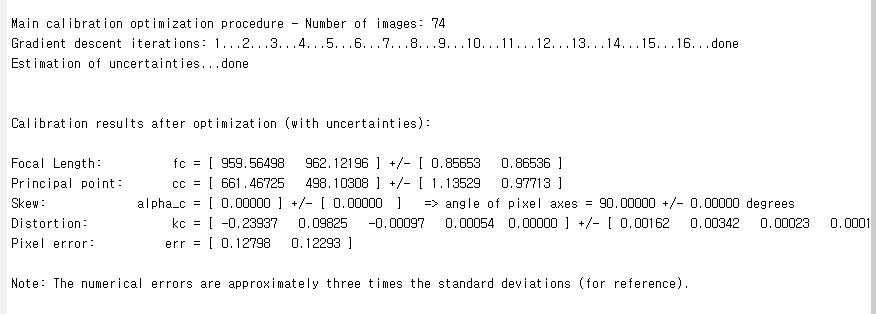 Main calibration optimization procedure - Number of images: 74
Gradient descent iterations: 1...2...3...4...5...6...7...8...9...10...11...12...13...14...15...16...done
Estimation of uncertainties...done
Calibration results after optimization (with uncertainties):
Focal Length: fc = [ 959.56498 962.12196 ] +/- [ 0.85653 0.86536 ]
Principal point: cc = [ 661.46725 498.10308 ] +/- [ 1.13529 0.97713 ]
Skew: alpha_c = [ 0.00000 ] +/- [ 0.00000 ] => angle of pixel axes = 90.00000 +/- 0.00000 degrees
Distortion: kc = [ -0.23937 0.09825 -0.00097 0.00054 0.00000 ] +/- [ 0.00162 0.00342 0.00023 0.0001
Pixel error: err = [ 0.12798 0.12293 ]
Note: The numerical errors are approximately three times the standard deviations (for reference).